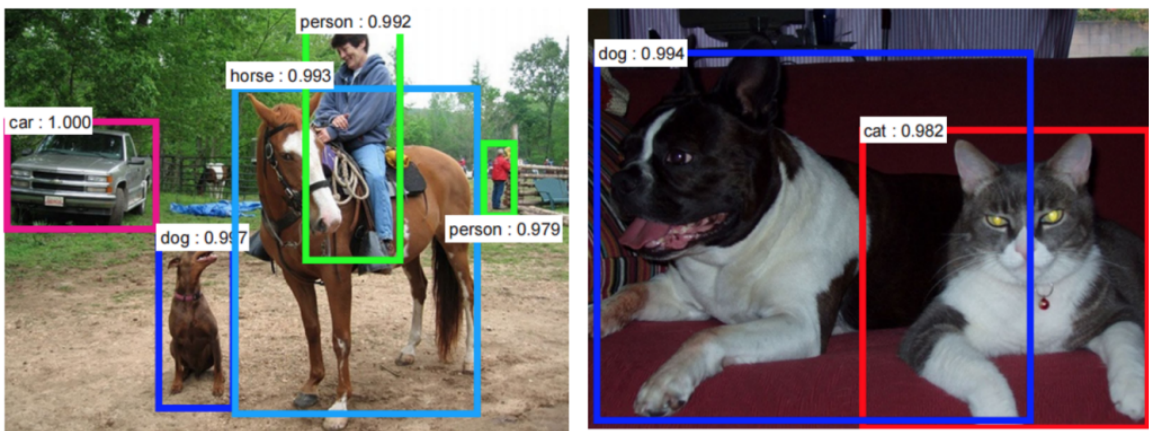 person : 0.992
horse : 0.993
car : 1.000
dog : 0.997
person : 0.979
dog : 0.994
cat : 0.982